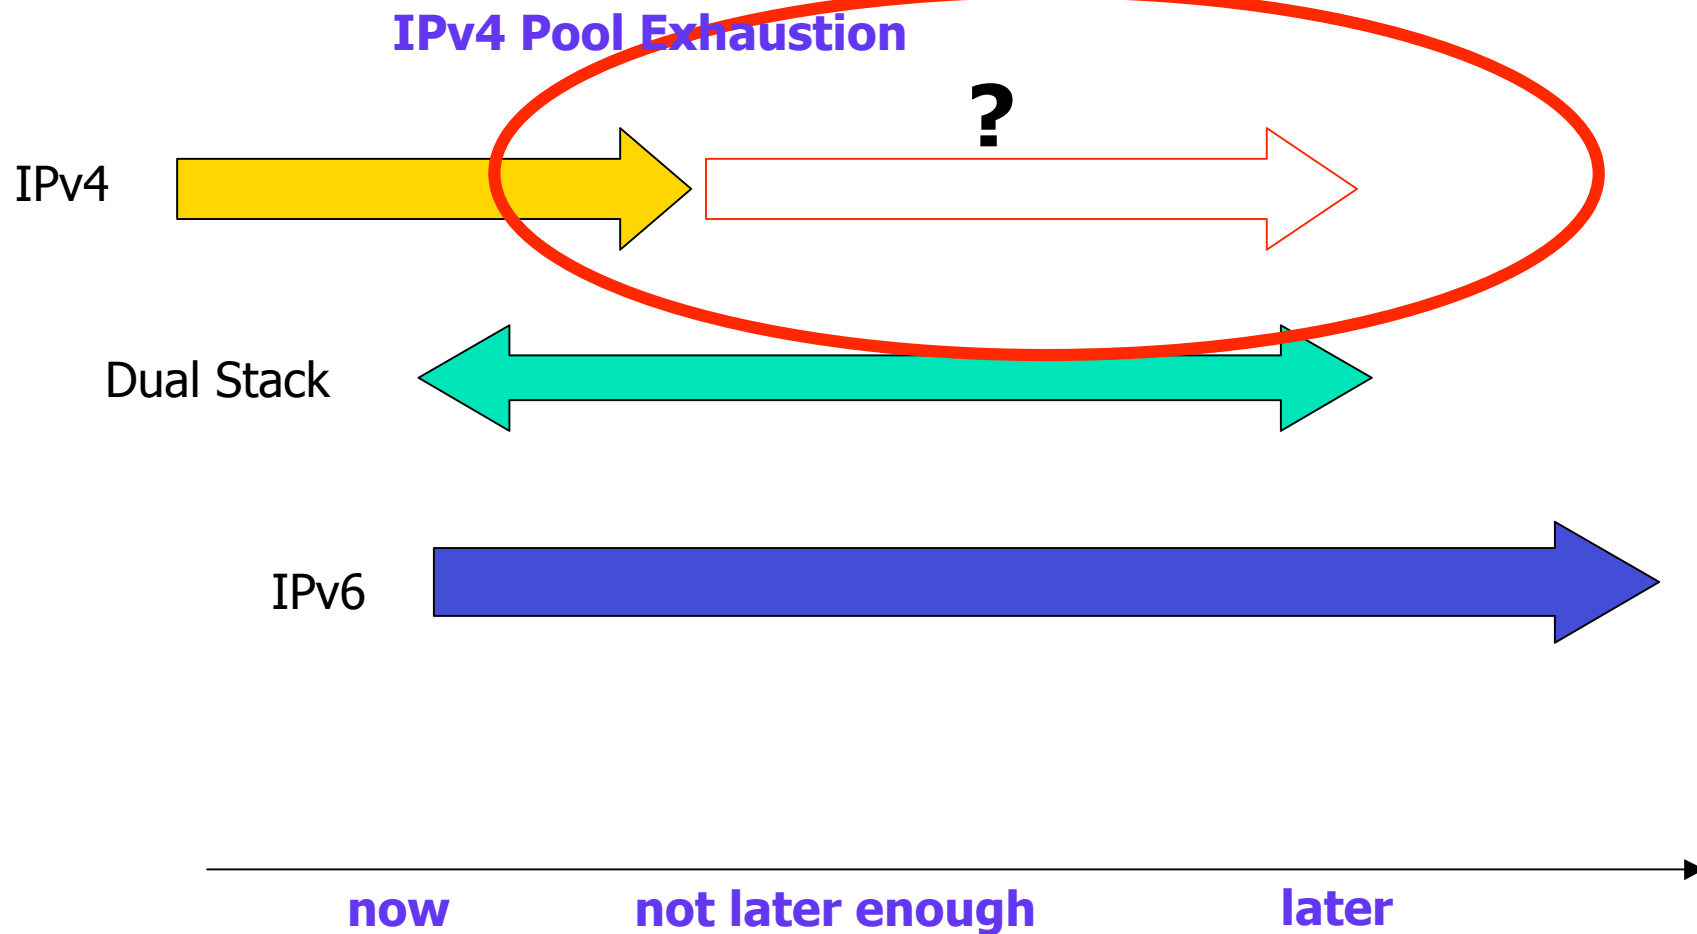 IPv4 Pool Exhaustion
?
IPv4
Dual Stack
IPv6
now not later enough later